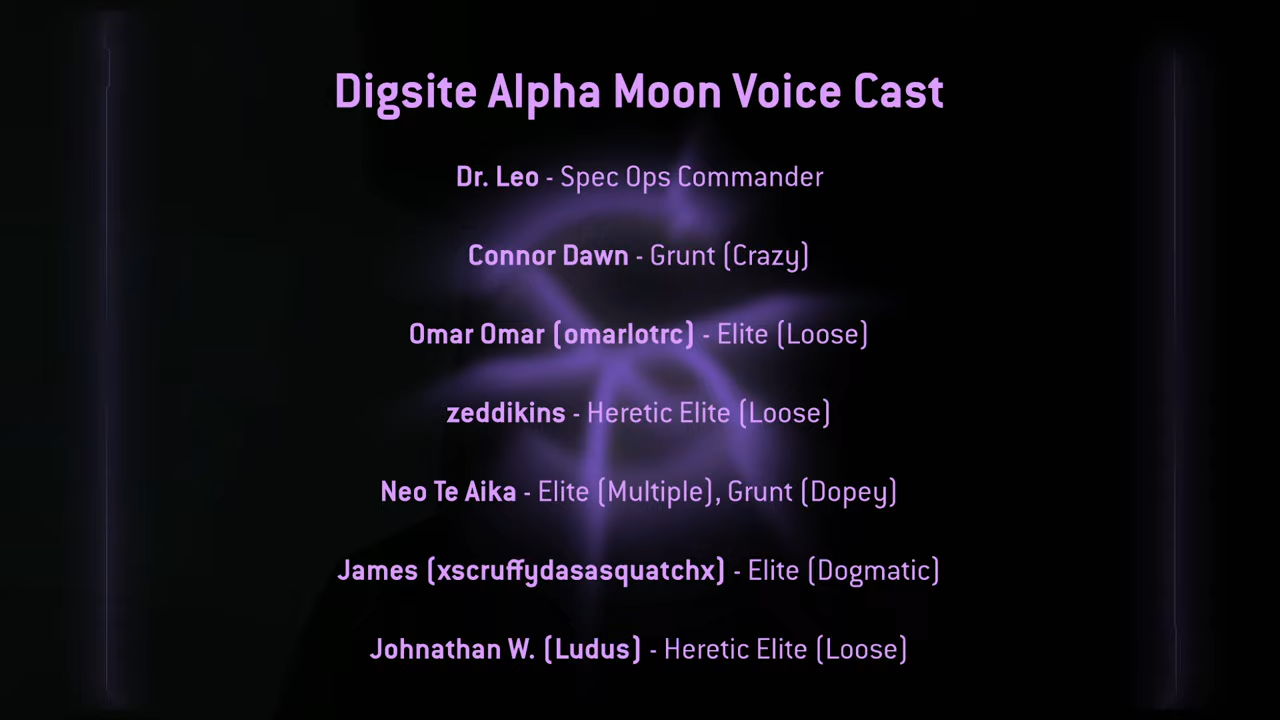 Digsite Alpha Moon Voice Cast
Dr. Leo - Spec Ops Commander
Connor Dawn - Grunt (Crazy)
Omar Omar (omarlotrc) - Elite (Loose)
zeddikins - Heretic Elite (Loose)
Neo Te Aika - Elite (Multiple), Grunt (Dopey)
James (xscruffydasasquatchx) - Elite (Dogmatic)
Johnathan W. (Ludus) - Heretic Elite (Loose)